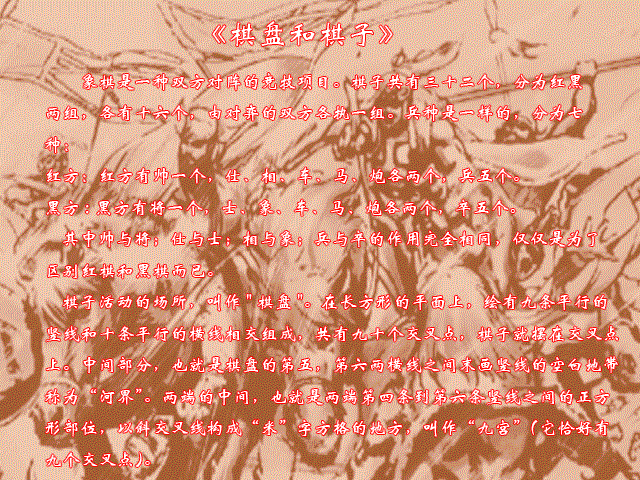 《棋盘和棋子》
象棋是一种双方对阵的竞技项目。棋子共有三十二个，分为红黑
两组，各有十六个，由对弈的双方各执一组。兵种是一样的，分为七
种：
红方：红方有帅一个，仕、相、车、马、炮各两个，兵五个。
黑方：黑方有将一个，士、象、车、马、炮各两个，卒五个。
其中帅与将；仕与士；相与象；兵与卒的作用完全相同，仅仅是为了
区别红棋和黑棋而已。
棋子活动的场所，叫作"棋盘"。在长方形的平面上，绘有九条平行的
竖线和十条平行的横线相交组成，共有九十个交叉点，棋子就摆在交叉点
上。中间部分，也就是棋盘的第五，第六两横线之间末画竖线的空白地带
称为“河界”。两端的中间，也就是两端第四条到第六条竖线之间的正方
形部位，以斜交叉线构成“米”字方格的地方，叫作“九宫”(它恰好有
九个交叉点)。